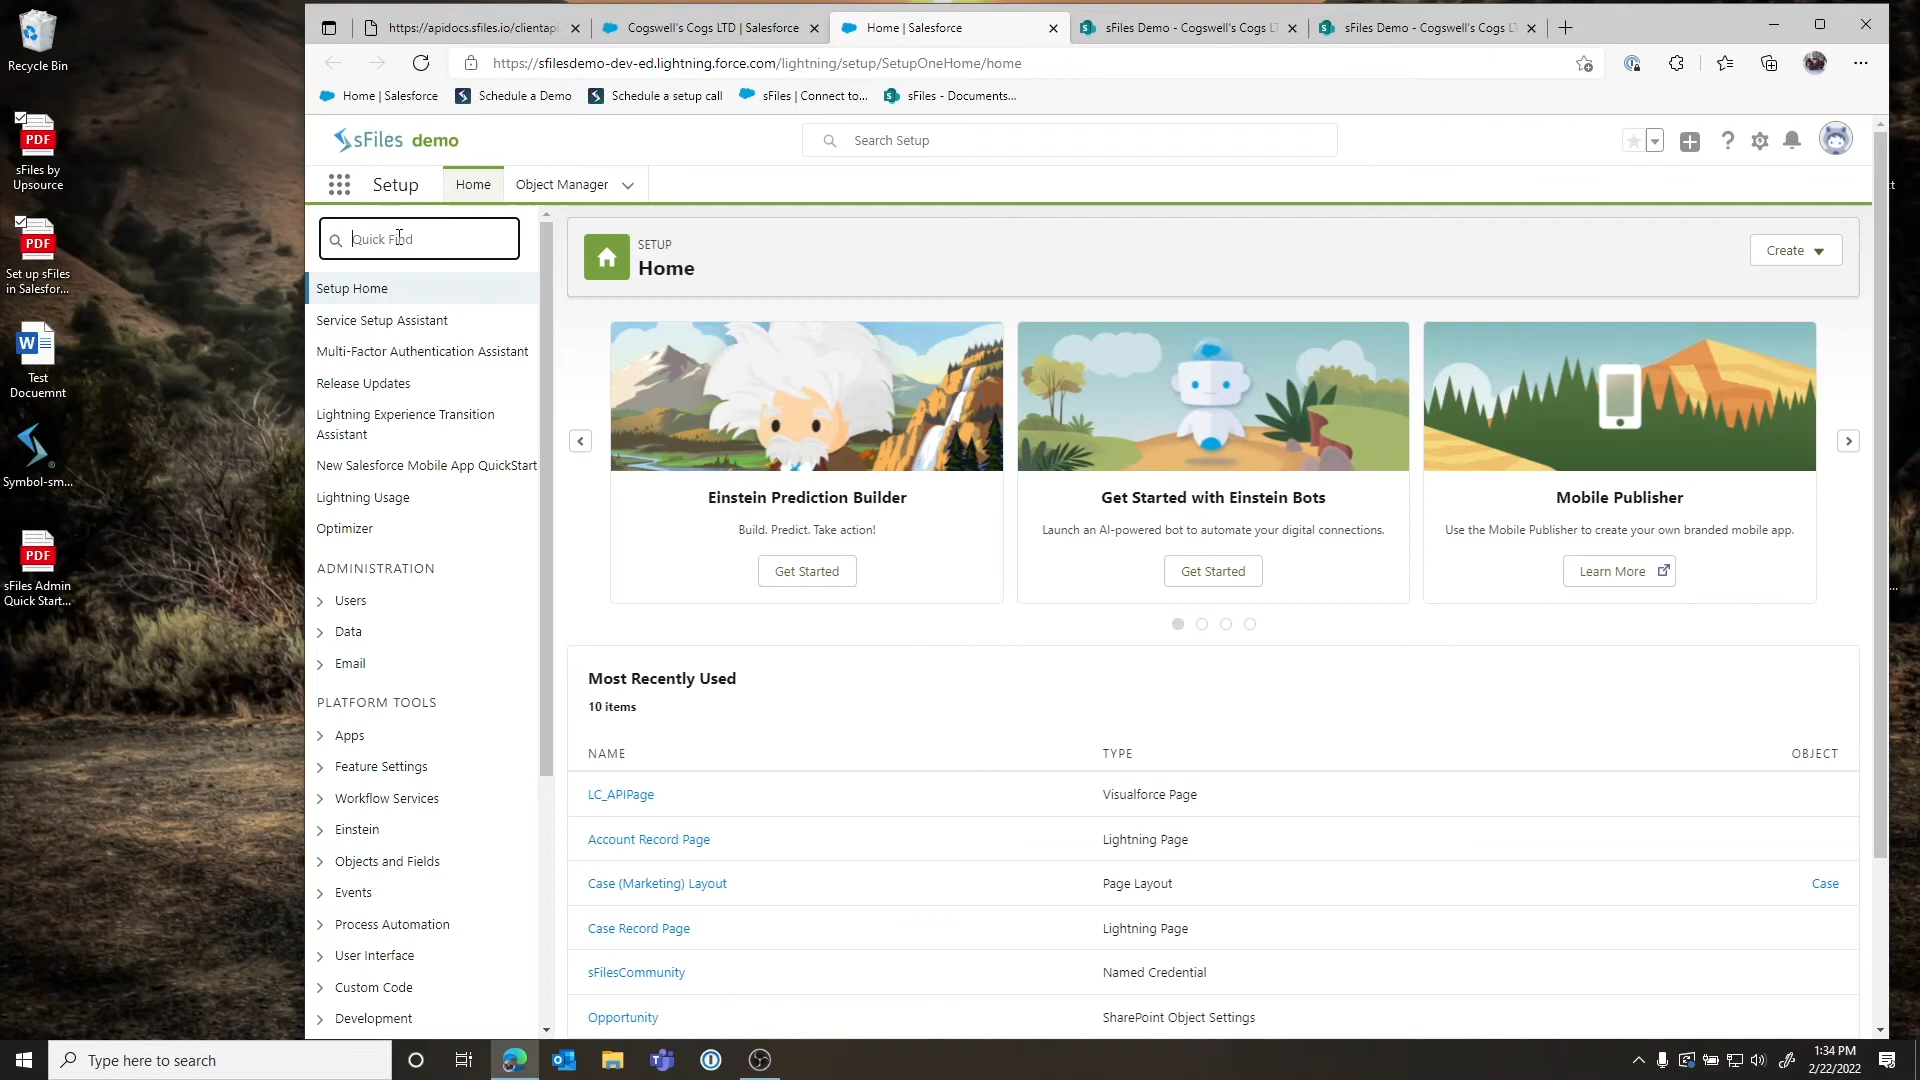 Recycle Bin
PDF
sFiles by
Upsource
PDF
Set up sFiles
in Salesfor...
W
Test
Docuemnt
Symbol-sm...
PDF
sFiles Admin
Quick Start...
https://apidocs.sfiles.io/clientapi
Cogswell's Cogs LTD | Salesforce
Home | Salesforce
sFiles Demo - Cogswell's Cogs LT
sFiles Demo - Cogswell's Cogs LT
https://sfilesdemo-dev-ed.lightning.force.com/lightning/setup/SetupOneHome/home
Home | Salesforce
Schedule a Demo
Schedule a setup call
sFiles | Connect to...
sFiles - Documents...
sFiles demo
Search Setup
Setup
Home
Object Manager
Quick Find
Setup Home
Service Setup Assistant
Multi-Factor Authentication Assistant
Release Updates
Lightning Experience Transition
Assistant
New Salesforce Mobile App QuickStart
Lightning Usage
Optimizer
ADMINISTRATION
Users
Data
Email
PLATFORM TOOLS
Apps
Feature Settings
Workflow Services
Einstein
Objects and Fields
Events
Process Automation
User Interface
Custom Code
Development
SETUP
Home
Create
Einstein Prediction Builder
Build. Predict. Take action!
Get Started
Get Started with Einstein Bots
Launch an AI-powered bot to automate your digital connections.
Get Started
Mobile Publisher
Use the Mobile Publisher to create your own branded mobile app.
Learn More
Most Recently Used
10 items
NAME TYPE OBJECT
LC_APIPage Visualforce Page
Account Record Page Lightning Page
Case (Marketing) Layout Page Layout Case
Case Record Page Lightning Page
sFilesCommunity Named Credential
Opportunity SharePoint Object Settings
Type here to search
1:34 PM
2/22/2022